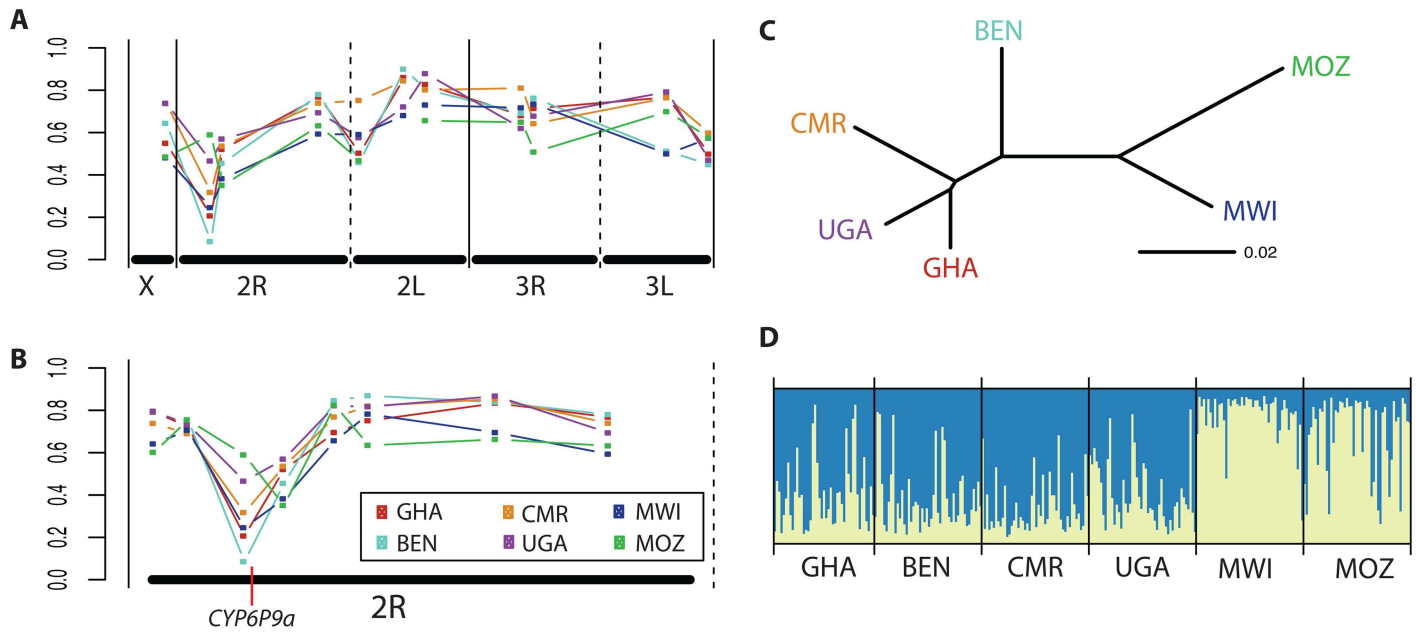 A
1.0
0.8
0.6
0.4
0.2
0.0
X 2R 2L 3R 3L
B
1.0
0.8
0.6
0.4
0.2
0.0
GHA CMR MWI
BEN UGA MOZ
CYP6P9a
2R
C
BEN
MOZ
CMR
MWI
UGA
GHA
0.02
D
GHA BEN CMR UGA MWI MOZ